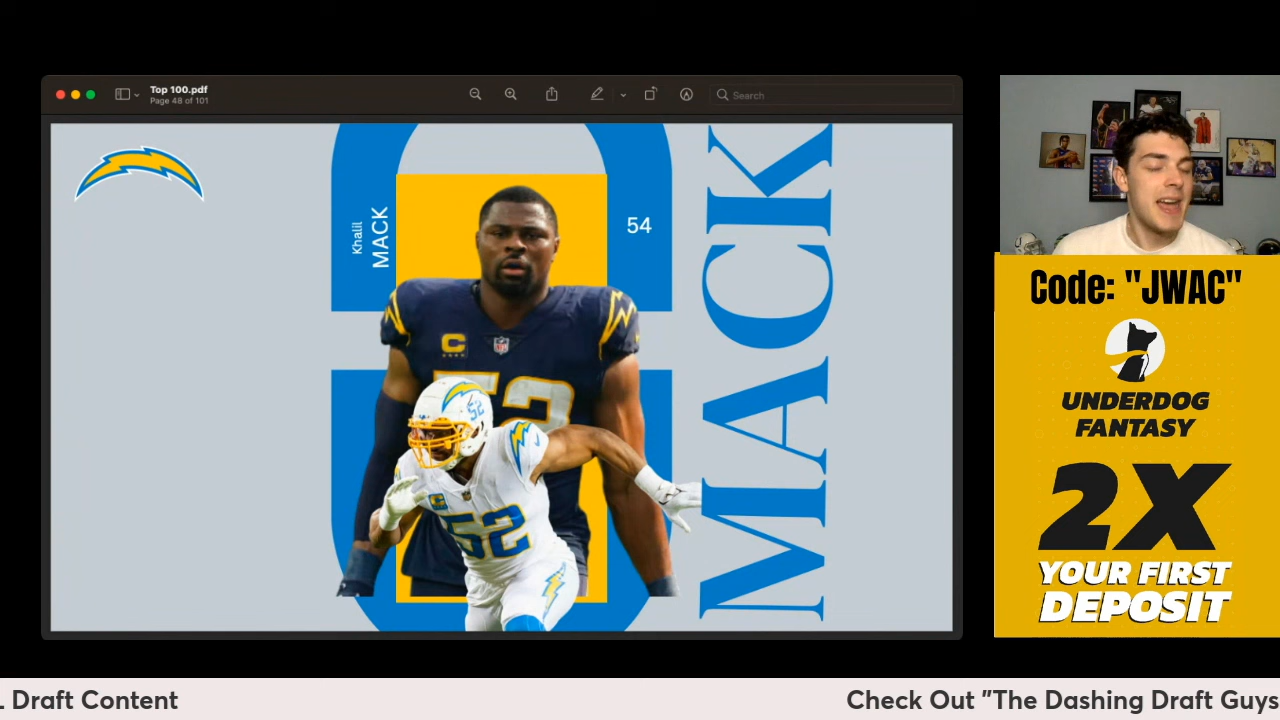 Top 100.pdf
Page 48 of 101
Search
Khalil
MACK
54
MACK
C
52
52
C
52
Code: "JWAC"
UNDERDOG
FANTASY
2X
YOUR FIRST
DEPOSIT
. Draft Content
Check Out "The Dashing Draft Guys